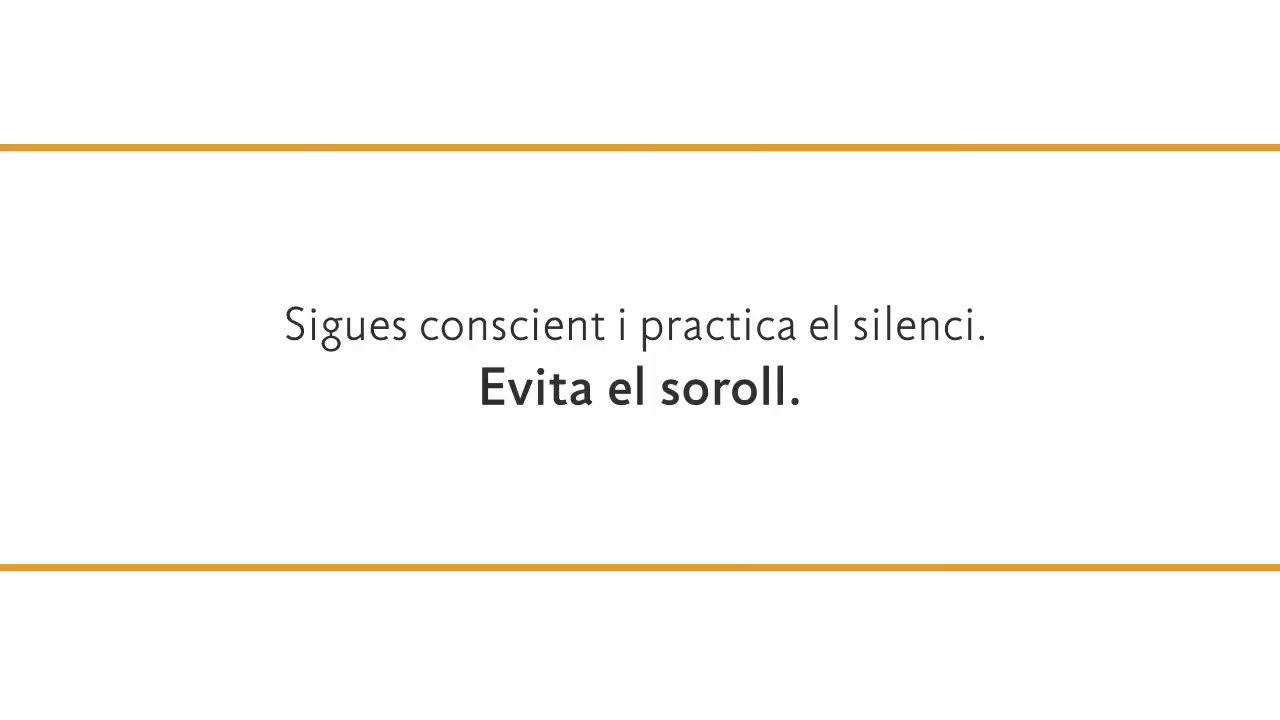 Sigues conscient i practica el silenci.
Evita el soroll.